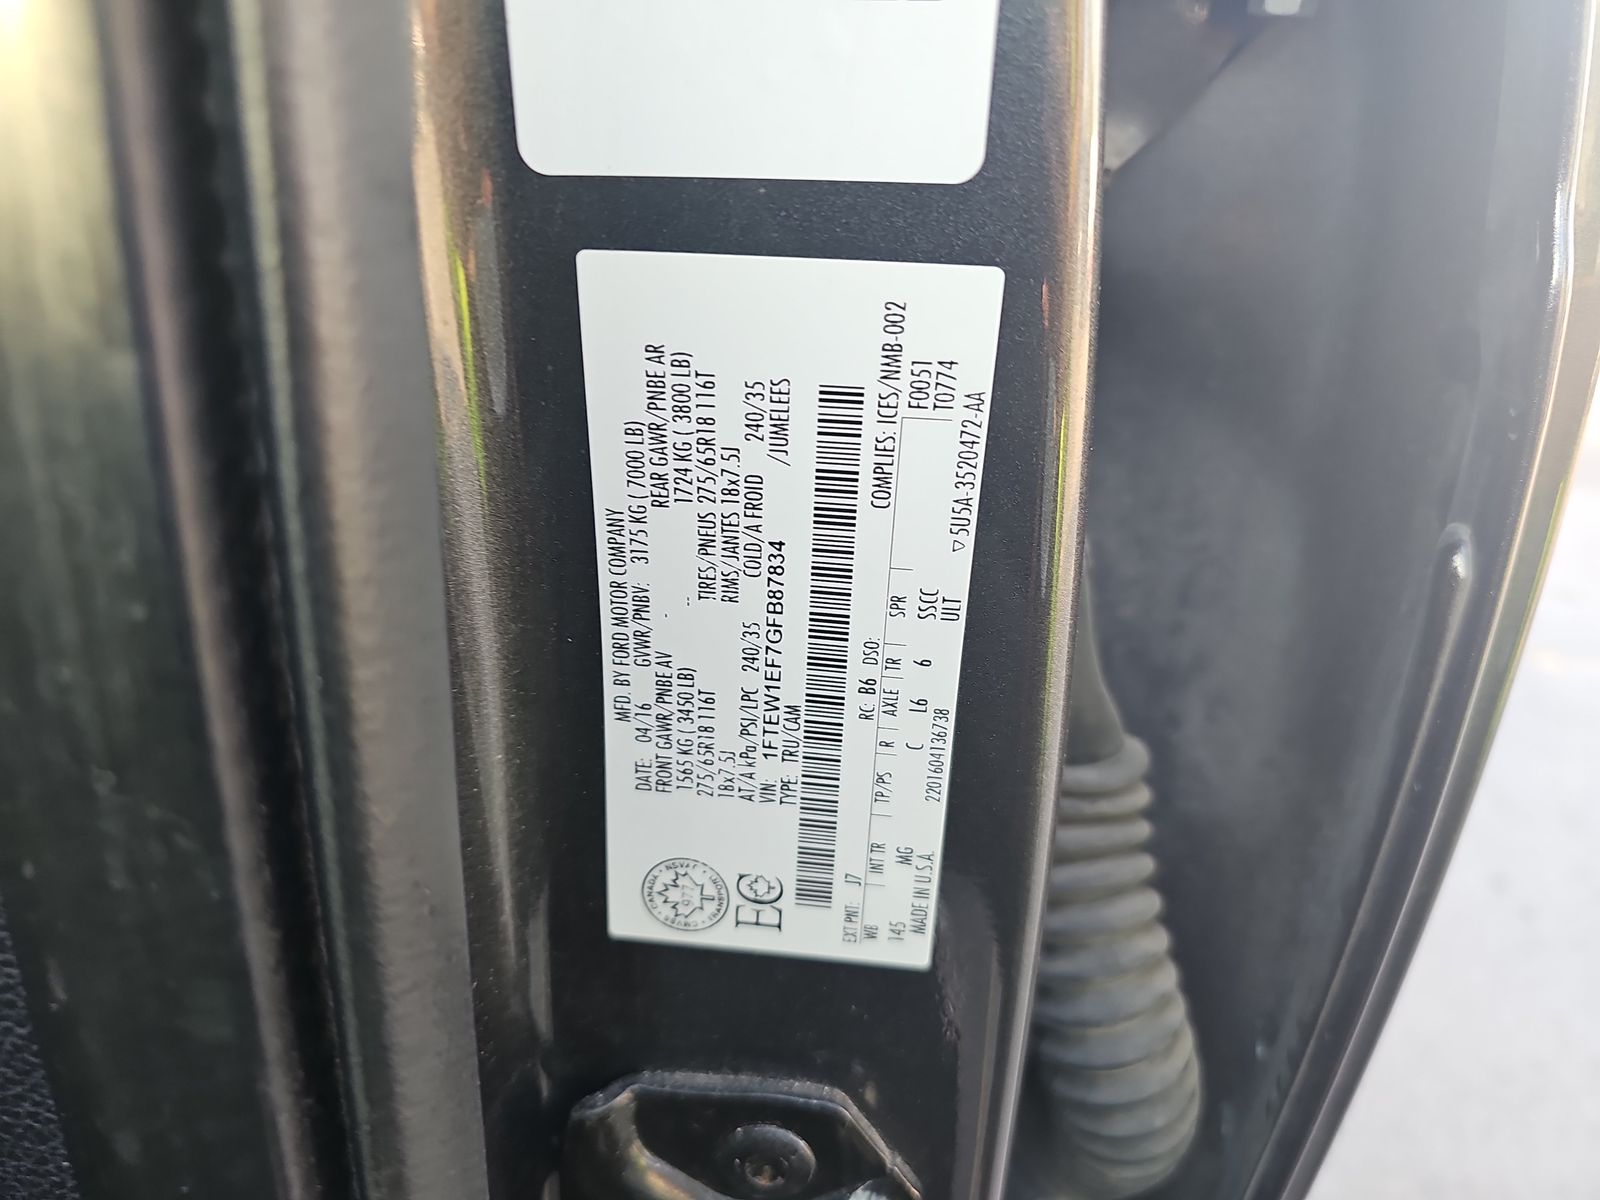 MFD. BY FORD MOTOR COMPANY
DATE: 04/16 GVWR/PNBV: 3175 KG ( 7000 LB)
FRONT GAWR/PNBE AV - REAR GAWR/PNBE AR
1565 KG ( 3450 LB) -- 1724 KG ( 3800 LB)
275/65R18 116T TIRES/PNEUS 275/65R18 116T
18x7.5J RIMS/JANTES 18x7.5J
AT/A kPa/PSI/LPC 240/35 COLD/A FROID 240/35
VIN: 1FTEW1EF7GFB87834 /JUMELEES
TYPE: TRU/CAM
CANADA
TRANSPORT
977
EC
COMPLIES: ICES/NMB-002
EXT PNT: J7 RC: B6 DSO:
WB INT TR TP/PS R AXLE TR SPR F0051
145 MG C L6 6 SSCC T0774
MADE IN U.S.A. 2201604136738 ULT
▽5U5A-3520472-AA